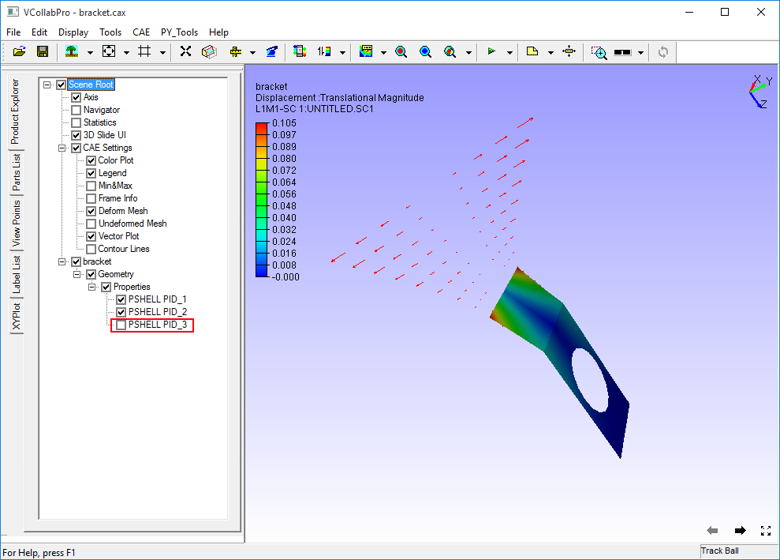 VCollabPro - bracket.cax
File Edit Display Tools CAE PY_Tools Help
Product Explorer
Parts List
View Points
Label List
XYPlot
Scene Root
Axis
Navigator
Statistics
3D Slide UI
CAE Settings
Color Plot
Legend
Min&Max
Frame Info
Deform Mesh
Undeformed Mesh
Vector Plot
Contour Lines
bracket
Geometry
Properties
PSHELL PID_1
PSHELL PID_2
PSHELL PID_3
bracket
Displacement :Translational Magnitude
L1M1-SC 1:UNTITLED.SC1
0.105
0.097
0.089
0.080
0.072
0.064
0.056
0.048
0.040
0.032
0.024
0.016
0.008
-0.000
X
Y
Z
For Help, press F1
Track Ball